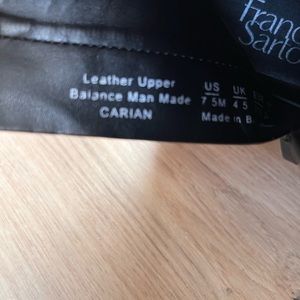 Franco
Sarto
Leather Upper
Balance Man Made
CARIAN
US UK
7 5M 4 5
Made in B